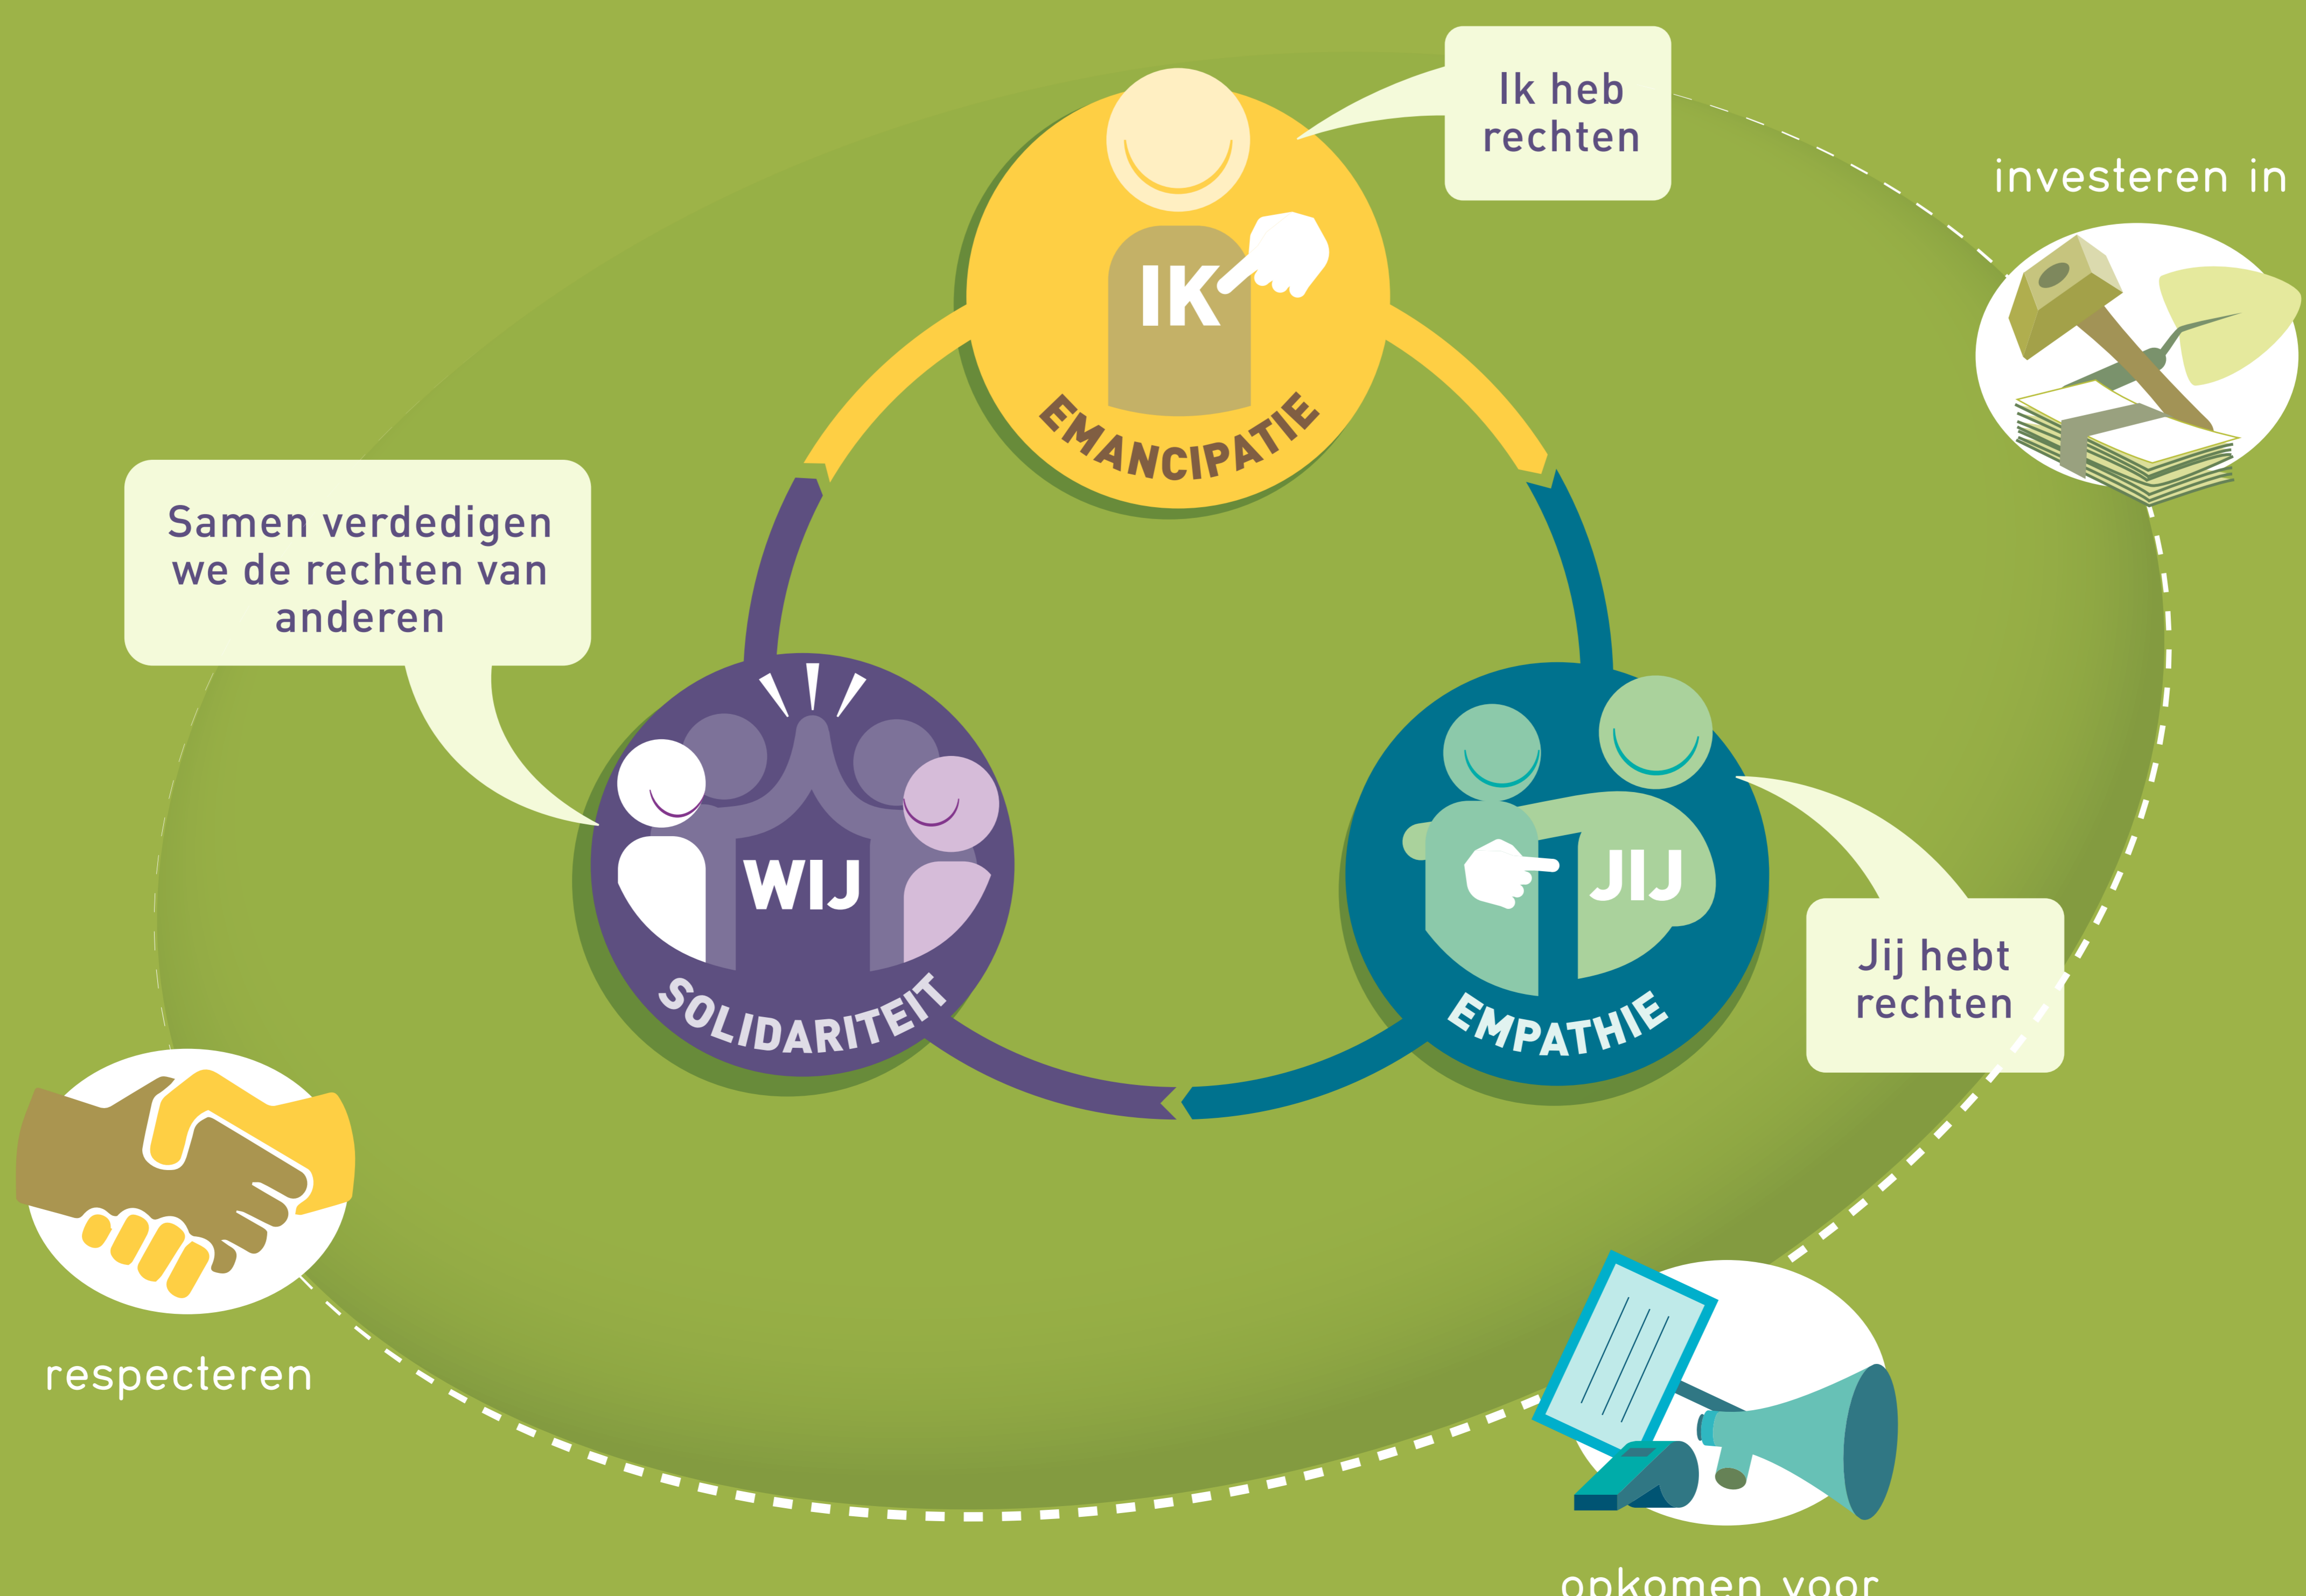 Ik heb
rechten
investeren in
IK
EMANCIPATIE
Samen verdedigen
we de rechten van
anderen
WIJ
SOLIDARITEIT
JIJ
EMPATHIE
Jij hebt
rechten
respecteren
opkomen voor